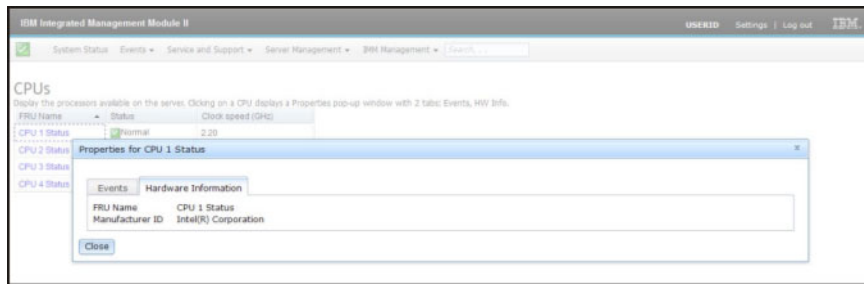 IBM Integrated Management Module II
USERID Settings | Log out IBM.
System Status Events Service and Support Server Management IMM Management Search...
CPUs
Display the processors available on the server. Clicking on a CPU displays a Properties pop-up window with 2 tabs: Events, HW Info.
FRU Name Status Clock speed (GHz)
CPU 1 Status Normal 2.20
CPU 2 Status
CPU 3 Status
CPU 4 Status
Properties for CPU 1 Status
Events Hardware Information
FRU Name CPU 1 Status
Manufacturer ID Intel(R) Corporation
Close